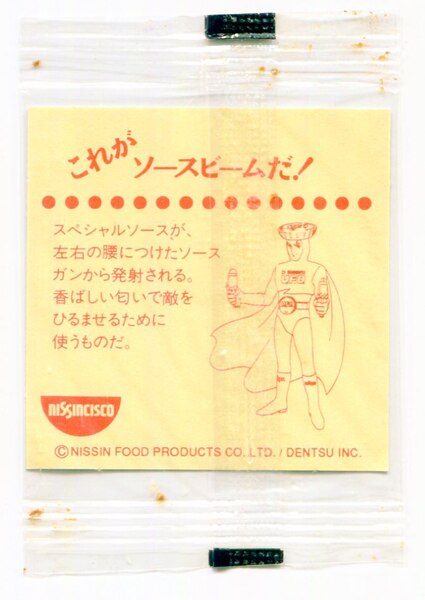 これが
ソースビームだ!
スペシャルソースが、
左右の腰につけたソース
ガンから発射される。
香ばしい匂いで敵を
ひるませるために
使うものだ。
NISSINCISCO
©NISSIN FOOD PRODUCTS CO. LTD. / DENTSU INC.